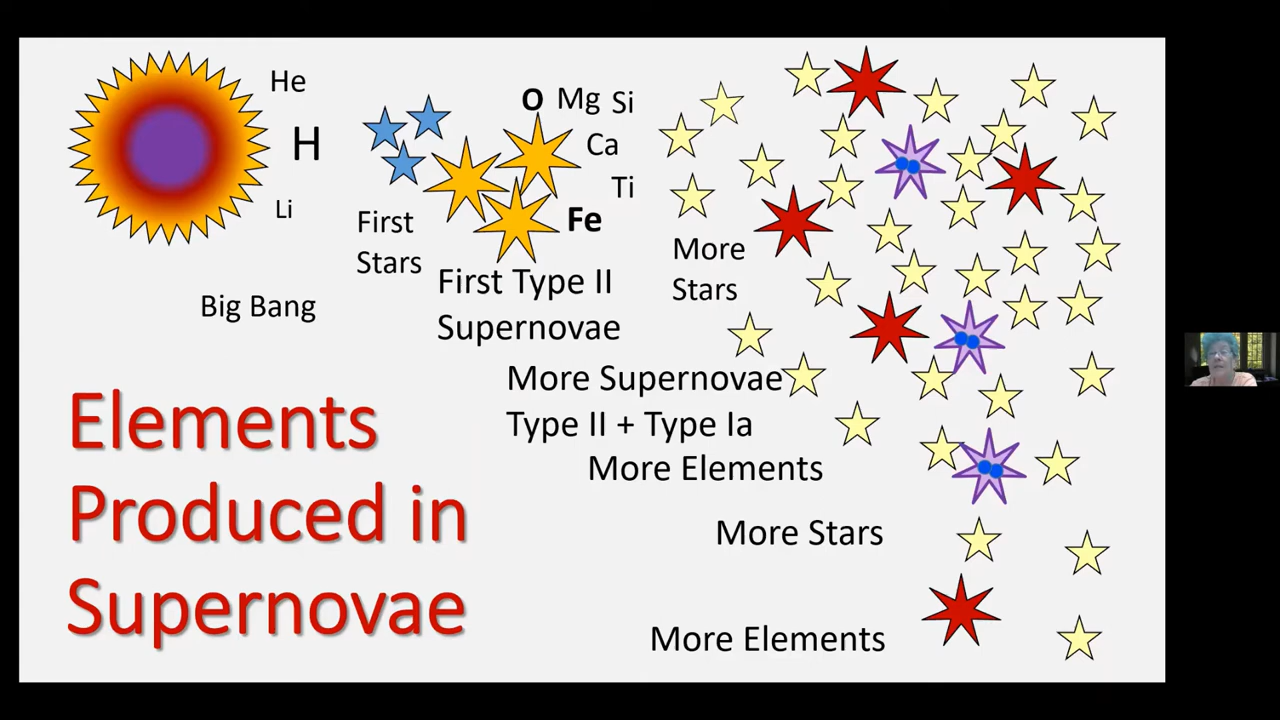 He
H
Li
Big Bang
First
Stars
O Mg Si
Ca
Ti
Fe
First Type II
Supernovae
More
Stars
More Supernovae
Type II + Type Ia
More Elements
More Stars
More Elements
Elements
Produced in
Supernovae